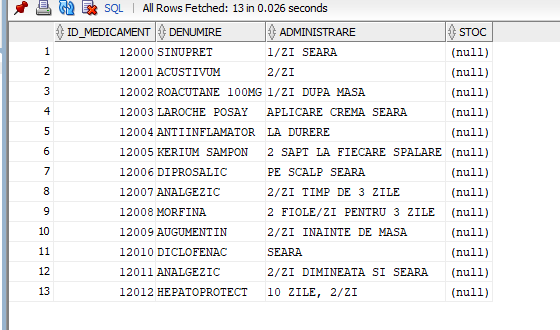 SQL | All Rows Fetched: 13 in 0.026 seconds
ID_MEDICAMENT DENUMIRE ADMINISTRARE STOC
1 12000 SINUPRET 1/ZI SEARA (null)
2 12001 ACUSTIVUM 2/ZI (null)
3 12002 ROACUTANE 100MG 1/ZI DUPA MASA (null)
4 12003 LAROCHE POSAY APLICARE CREMA SEARA (null)
5 12004 ANTIINFLAMATOR LA DURERE (null)
6 12005 KERIUM SAMPON 2 SAPT LA FIECARE SPALARE (null)
7 12006 DIPROSALIC PE SCALP SEARA (null)
8 12007 ANALGEZIC 2/ZI TIMP DE 3 ZILE (null)
9 12008 MORFINA 2 FIOLE/ZI PENTRU 3 ZILE (null)
10 12009 AUGUMENTIN 2/ZI INAINTE DE MASA (null)
11 12010 DICLOFENAC SEARA (null)
12 12011 ANALGEZIC 2/ZI DIMINEATA SI SEARA (null)
13 12012 HEPATOPROTECT 10 ZILE, 2/ZI (null)